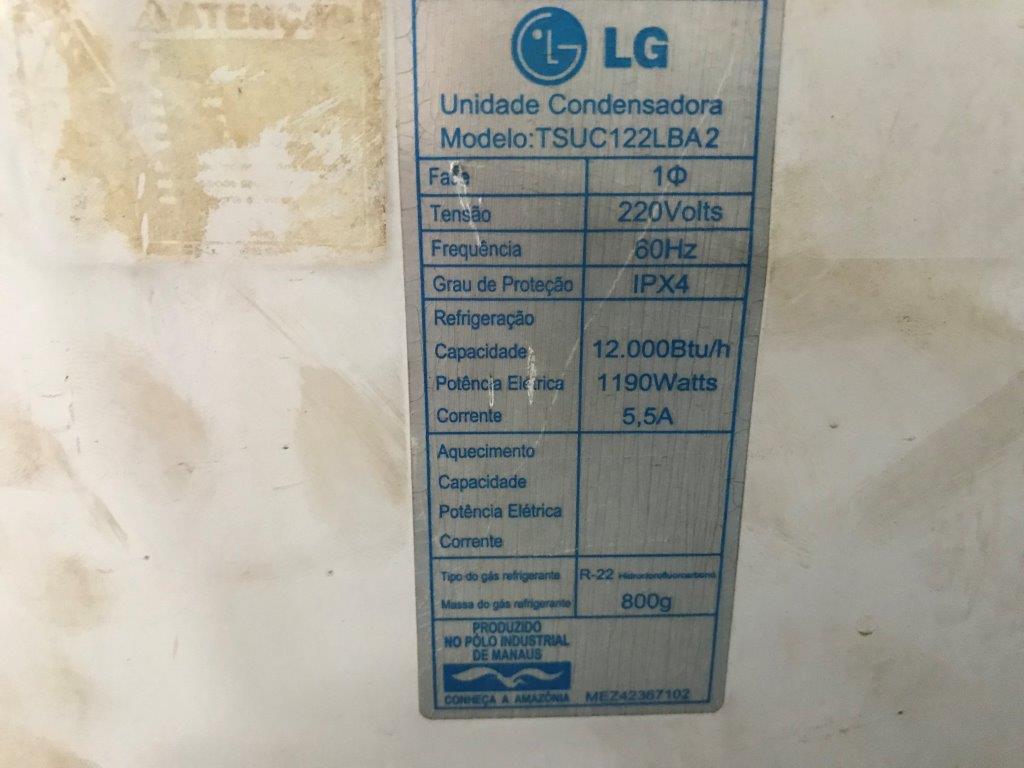 ATENÇÃO
LG
Unidade Condensadora
Modelo:TSUC122LBA2
Fase 1Φ
Tensão 220Volts
Frequência 60Hz
Grau de Proteção IPX4
Refrigeração
Capacidade 12.000Btu/h
Potência Elétrica 1190Watts
Corrente 5,5A
Aquecimento
Capacidade
Potência Elétrica
Corrente
Tipo do gás refrigerante R-22 Hidroclorofluorcarbono
Massa do gás refrigerante 800g
PRODUZIDO
NO PÓLO INDUSTRIAL
DE MANAUS
CONHEÇA A AMAZÔNIA MEZ42367102